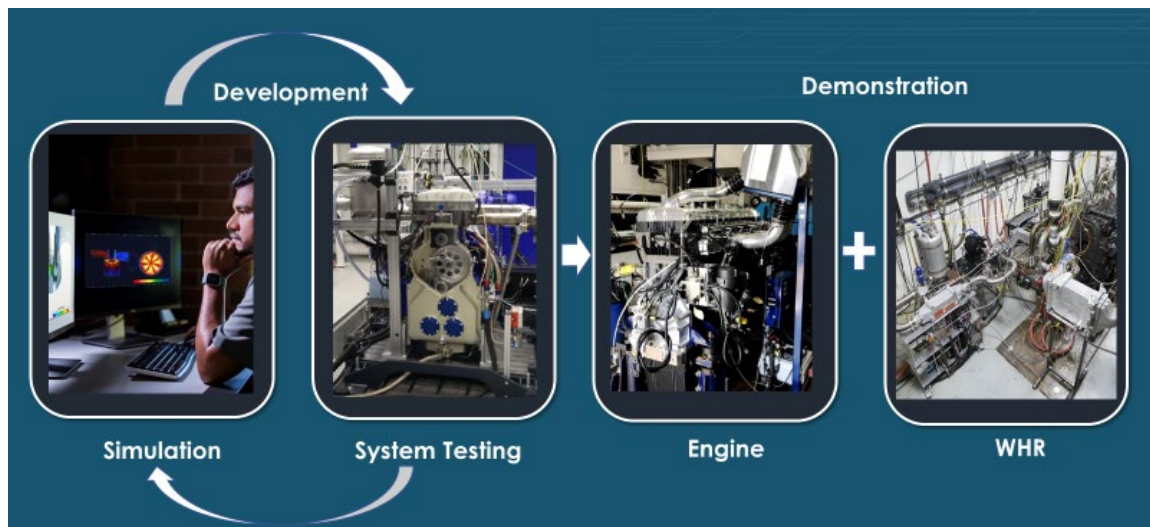 Development
Demonstration
Simulation
System Testing
Engine
WHR